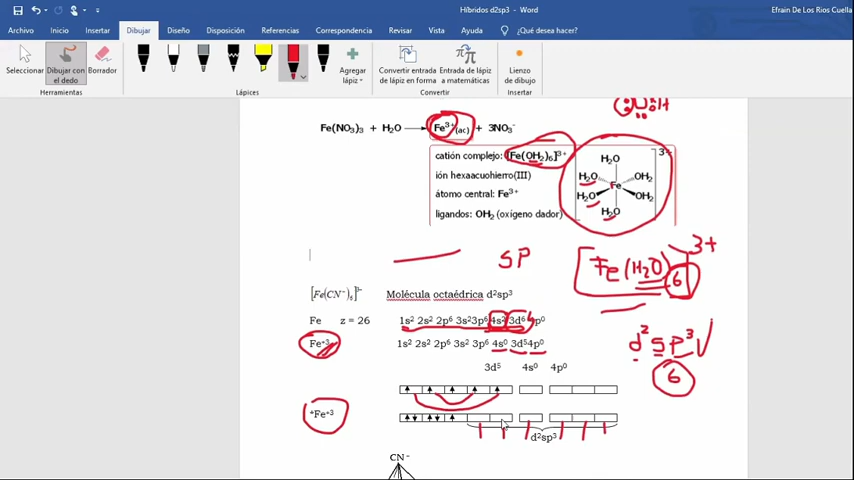 Híbridos d2sp3 - Word
Efrain De Los Rios Cuella
Archivo Inicio Insertar Dibujar Diseño Disposición Referencias Correspondencia Revisar Vista Ayuda ¿Qué desea hacer?
Seleccionar
Dibujar con el dedo
Borrador
Agregar lápiz
Convertir entrada de lápiz en forma
Entrada de lápiz a matemáticas
Lienzo de dibujo
Herramientas
Lápices
Convertir
Insertar
Fe(NO₃)₃ + H₂O → Fe³⁺(ac) + 3NO₃⁻
catión complejo: [Fe(OH₂)₆]³⁺
ión hexaacuohierro(III)
átomo central: Fe³⁺
ligandos: OH₂ (oxígeno dador)
H₂O
H₂O OH₂
Fe
H₂O OH₂
H₂O
3+
SP
[Fe(H₂O)6]3+
[Fe(CN⁻)₆]³⁻ Molécula octaédrica d²sp³
Fe z = 26 1s² 2s² 2p⁶ 3s²3p⁶ 4s² 3d⁶ 4p⁰
Fe⁺³ 1s² 2s² 2p⁶ 3s² 3p⁶ 4s⁰ 3d⁵ 4p⁰
d² s p³ ✓
6
3d⁵ 4s⁰ 4p⁰
*Fe⁺³
d²sp³
CN⁻